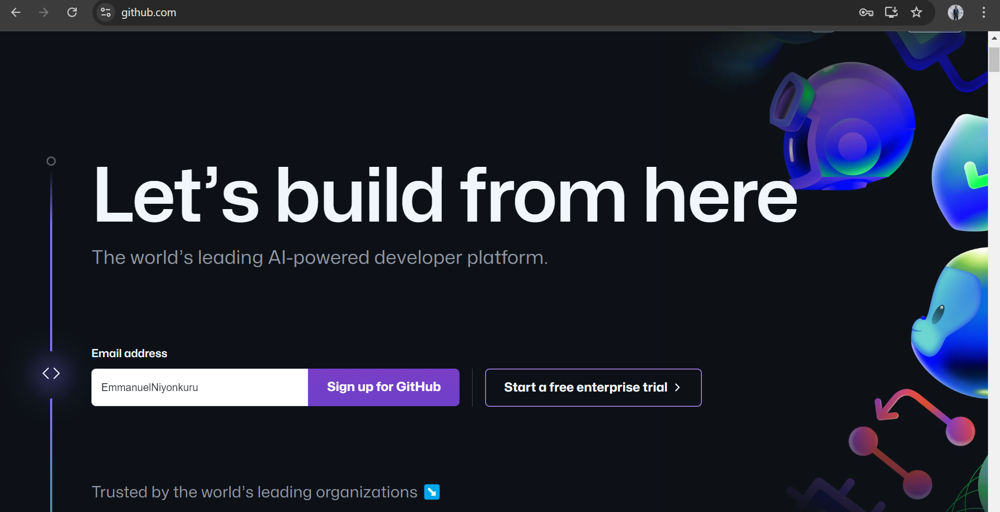 github.com
Let’s build from here
The world’s leading AI-powered developer platform.
Email address
EmmanuelNiyonkuru
Sign up for GitHub
Start a free enterprise trial
Trusted by the world’s leading organizations